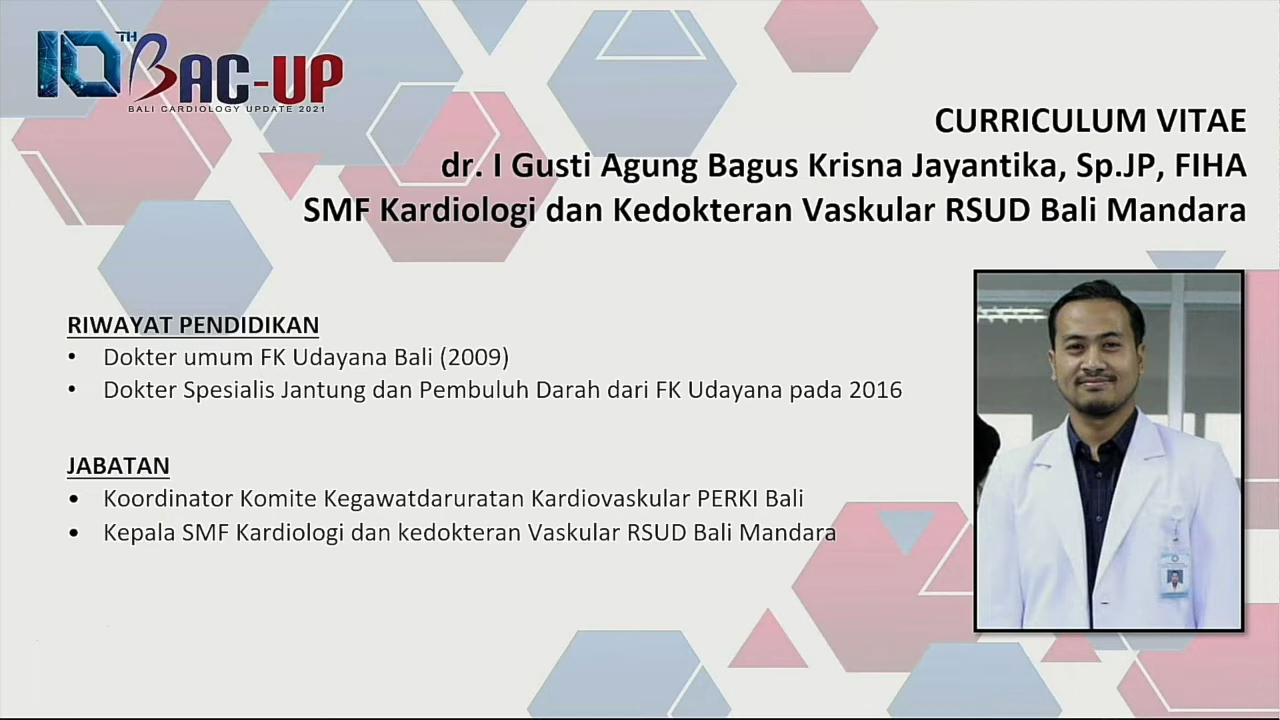 10TH BAC-UP
BALI CARDIOLOGY UPDATE 2021
CURRICULUM VITAE
dr. I Gusti Agung Bagus Krisna Jayantika, Sp.JP, FIHA
SMF Kardiologi dan Kedokteran Vaskular RSUD Bali Mandara
RIWAYAT PENDIDIKAN
• Dokter umum FK Udayana Bali (2009)
• Dokter Spesialis Jantung dan Pembuluh Darah dari FK Udayana pada 2016
JABATAN
• Koordinator Komite Kegawatdaruratan Kardiovaskular PERKI Bali
• Kepala SMF Kardiologi dan kedokteran Vaskular RSUD Bali Mandara